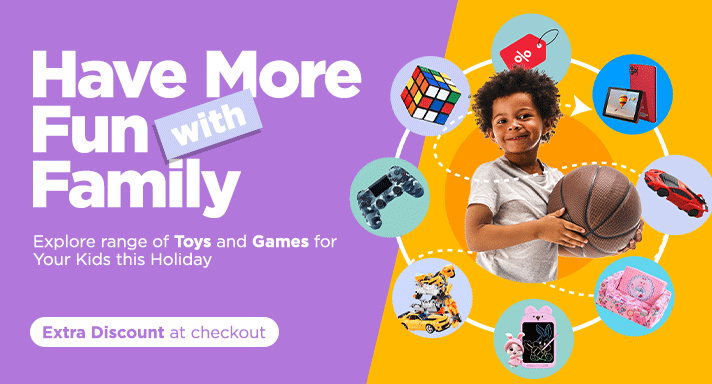 Have More
Fun with
Family
Explore range of Toys and Games for
Your Kids this Holiday
Extra Discount at checkout
%